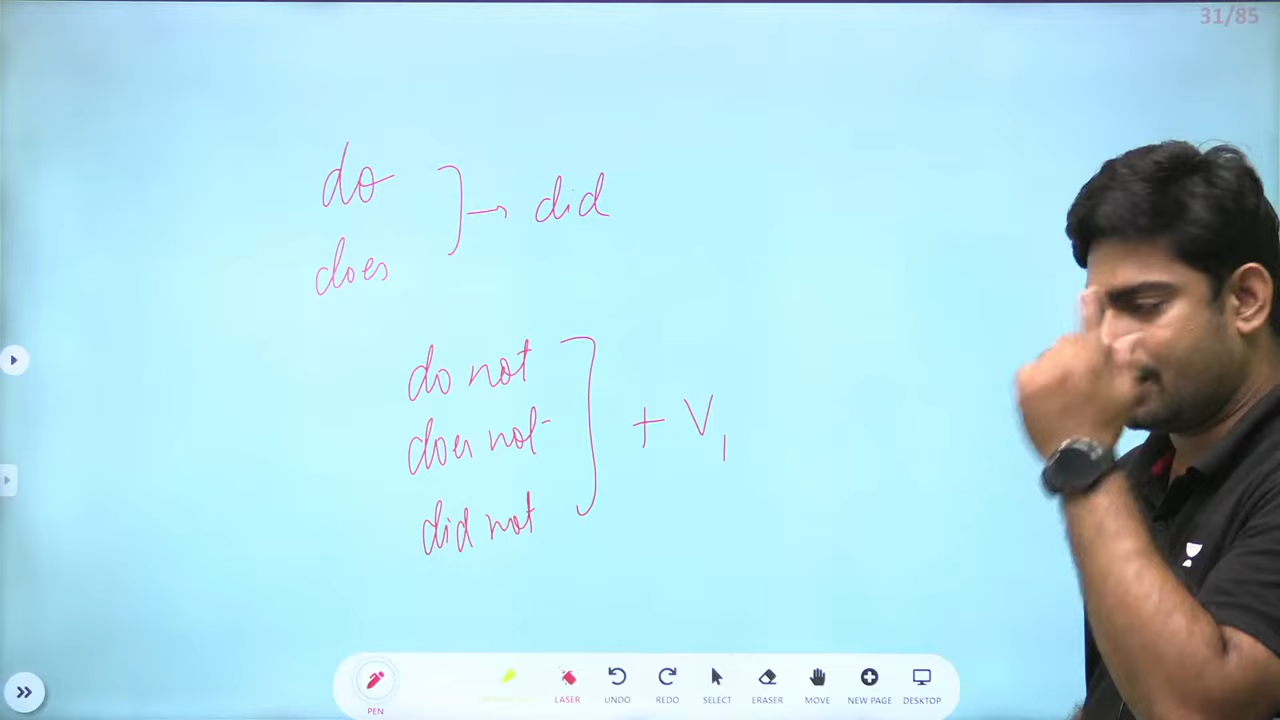 31/85
do
does
→ did
do not
does not
did not
+ V1
PEN
LASER
UNDO
REDO
SELECT
ERASER
MOVE
NEW PAGE
DESKTOP